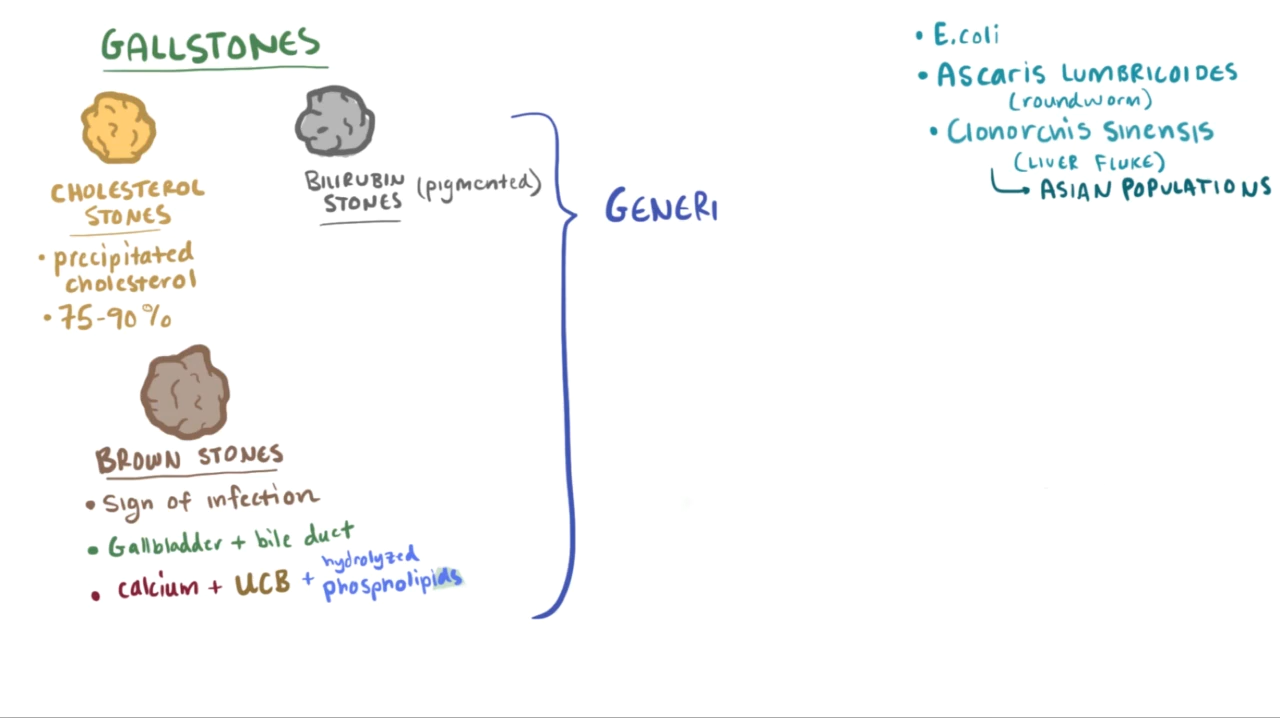 GALLSTONES
CHOLESTEROL
STONES
• precipitated
cholesterol
• 75-90%
BILIRUBIN (pigmented)
STONES
BROWN STONES
• Sign of infection
• Gallbladder + bile duct
hydrolyzed
• calcium + UCB + phospholipids
GENERI
• E.coli
• Ascaris LUMBRICOIDES
(roundworm)
• Clonorchis sinensis
(LIVER FLUKE)
ASIAN POPULATIONS